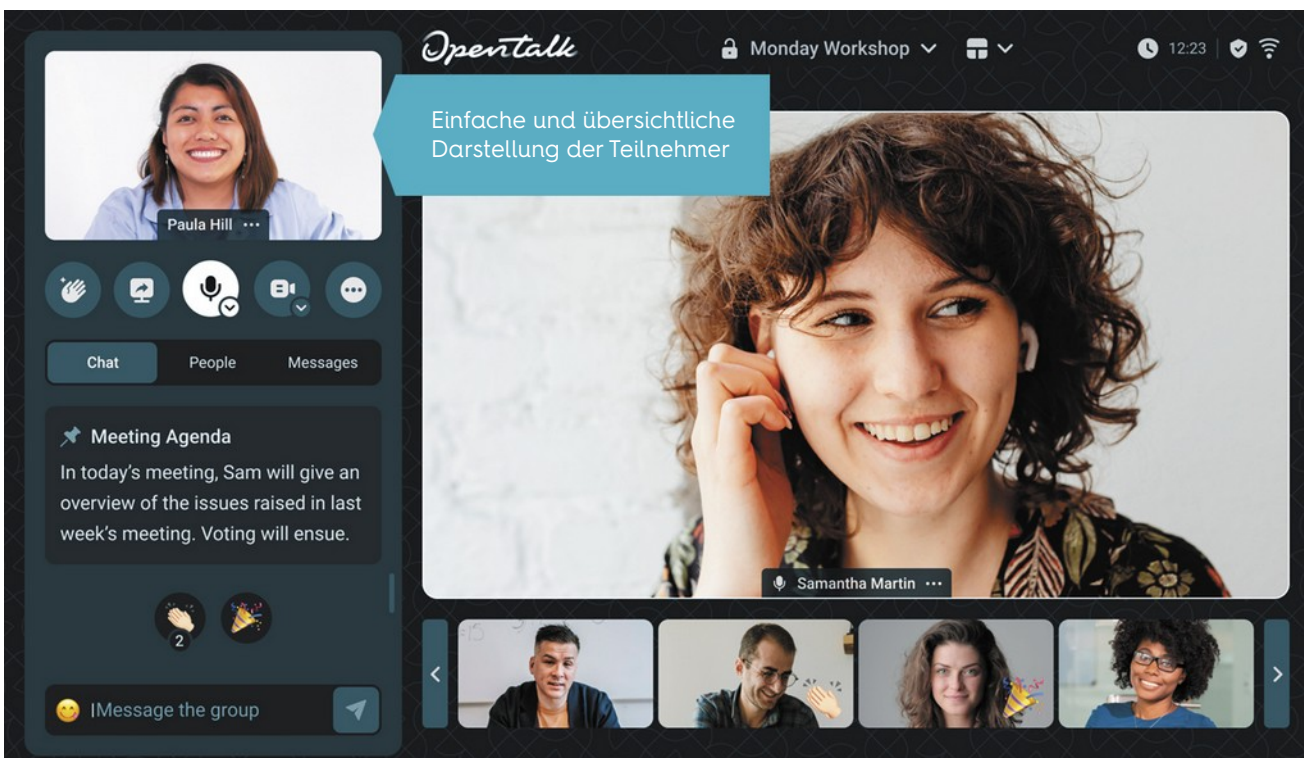 Opentalk
Monday Workshop
12:23
Einfache und übersichtliche
Darstellung der Teilnehmer
Paula Hill
Chat
People
Messages
Meeting Agenda
In today’s meeting, Sam will give an
overview of the issues raised in last
week’s meeting. Voting will ensue.
2
IMessage the group
Samantha Martin